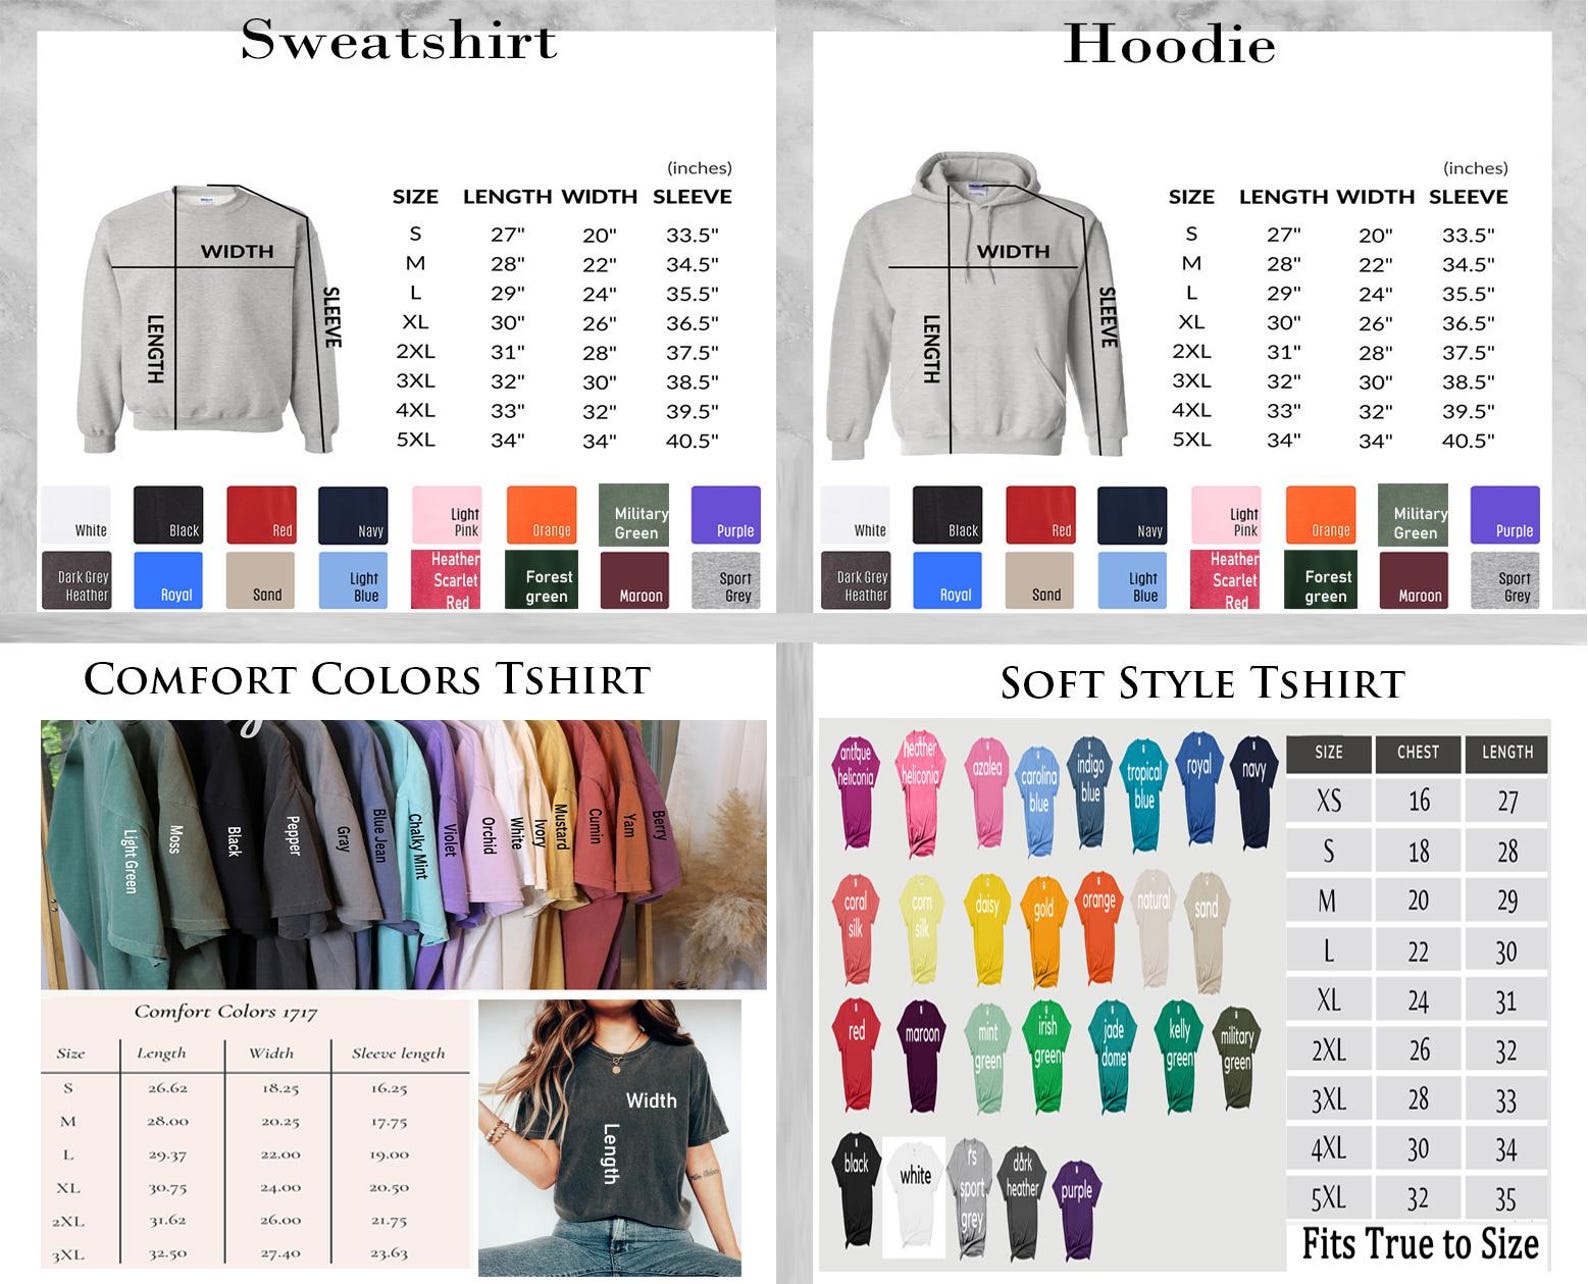 Sweatshirt
(inches)
SIZE LENGTH WIDTH SLEEVE
S 27" 20" 33.5"
M 28" 22" 34.5"
L 29" 24" 35.5"
XL 30" 26" 36.5"
2XL 31" 28" 37.5"
3XL 32" 30" 38.5"
4XL 33" 32" 39.5"
5XL 34" 34" 40.5"
WIDTH
LENGTH
SLEEVE
White
Black
Red
Navy
Light
Pink
Orange
Military
Green
Purple
Dark Grey
Heather
Royal
Sand
Light
Blue
Heather
Scarlet
Red
Forest
green
Maroon
Sport
Grey
Hoodie
(inches)
SIZE LENGTH WIDTH SLEEVE
S 27" 20" 33.5"
M 28" 22" 34.5"
L 29" 24" 35.5"
XL 30" 26" 36.5"
2XL 31" 28" 37.5"
3XL 32" 30" 38.5"
4XL 33" 32" 39.5"
5XL 34" 34" 40.5"
WIDTH
LENGTH
SLEEVE
White
Black
Red
Navy
Light
Pink
Orange
Military
Green
Purple
Dark Grey
Heather
Royal
Sand
Light
Blue
Heather
Scarlet
Red
Forest
green
Maroon
Sport
Grey
Comfort Colors Tshirt
Light Green
Moss
Black
Pepper
Gray
Blue Jean
Chalky Mint
Violet
Orchid
White
Ivory
Mustard
Cumin
Yam
Berry
Comfort Colors 1717
Size Length Width Sleeve length
S 26.62 18.25 16.25
M 28.00 20.25 17.75
L 29.37 22.00 19.00
XL 30.75 24.00 20.50
2XL 31.62 26.00 21.75
3XL 32.50 27.40 23.63
Width
Length
Soft Style Tshirt
antique
heliconia
heather
heliconia
azalea
carolina
blue
indigo
blue
tropical
blue
royal
navy
coral
silk
corn
silk
daisy
gold
orange
natural
sand
red
maroon
mint
green
irish
green
jade
dome
kelly
green
military
green
black
white
rs
sport
grey
dark
heather
purple
SIZE CHEST LENGTH
XS 16 27
S 18 28
M 20 29
L 22 30
XL 24 31
2XL 26 32
3XL 28 33
4XL 30 34
5XL 32 35
Fits True to Size